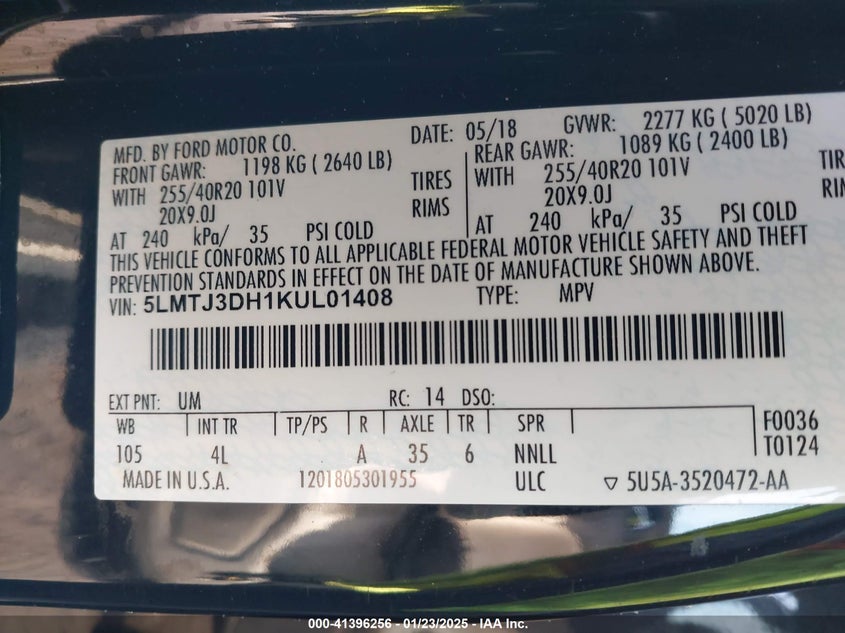 MFD. BY FORD MOTOR CO. DATE: 05/18 GVWR: 2277 KG ( 5020 LB)
FRONT GAWR: 1198 KG ( 2640 LB) REAR GAWR: 1089 KG ( 2400 LB)
WITH 255/40R20 101V TIRES WITH 255/40R20 101V TIR
20X9.0J RIMS 20X9.0J RIM
AT 240 kPa/ 35 PSI COLD AT 240 kPa/ 35 PSI COLD
THIS VEHICLE CONFORMS TO ALL APPLICABLE FEDERAL MOTOR VEHICLE SAFETY AND THEFT
PREVENTION STANDARDS IN EFFECT ON THE DATE OF MANUFACTURE SHOWN ABOVE.
VIN: 5LMTJ3DH1KUL01408 TYPE: MPV
EXT PNT: UM RC: 14 DSO:
WB INT TR TP/PS R AXLE TR SPR F0036
105 4L A 35 6 NNLL T0124
MADE IN U.S.A. 1201805301955 ULC ▽ 5U5A-3520472-AA
000-41396256 - 01/23/2025 - IAA Inc.